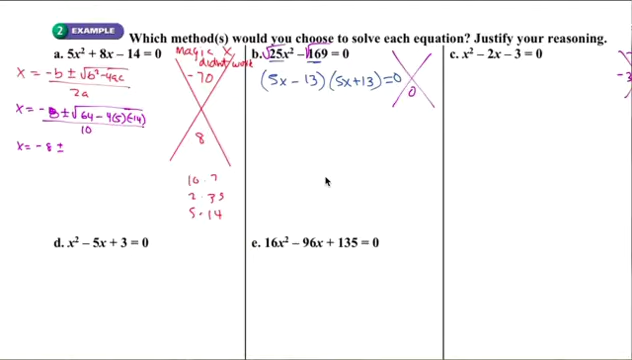 2 EXAMPLE Which method(s) would you choose to solve each equation? Justify your reasoning.
a. 5x² + 8x − 14 = 0
magic X
didn't work
x = -b ± √b²-4ac
2a
-70
x = -8 ± √64 - 4(5)(-14)
10
8
x = -8 ±
10 · 7
2 · 35
5 · 14
b. √25x² − √169 = 0
(5x - 13)(5x + 13) = 0
0
c. x² − 2x − 3 = 0
-3
d. x² − 5x + 3 = 0
e. 16x² − 96x + 135 = 0